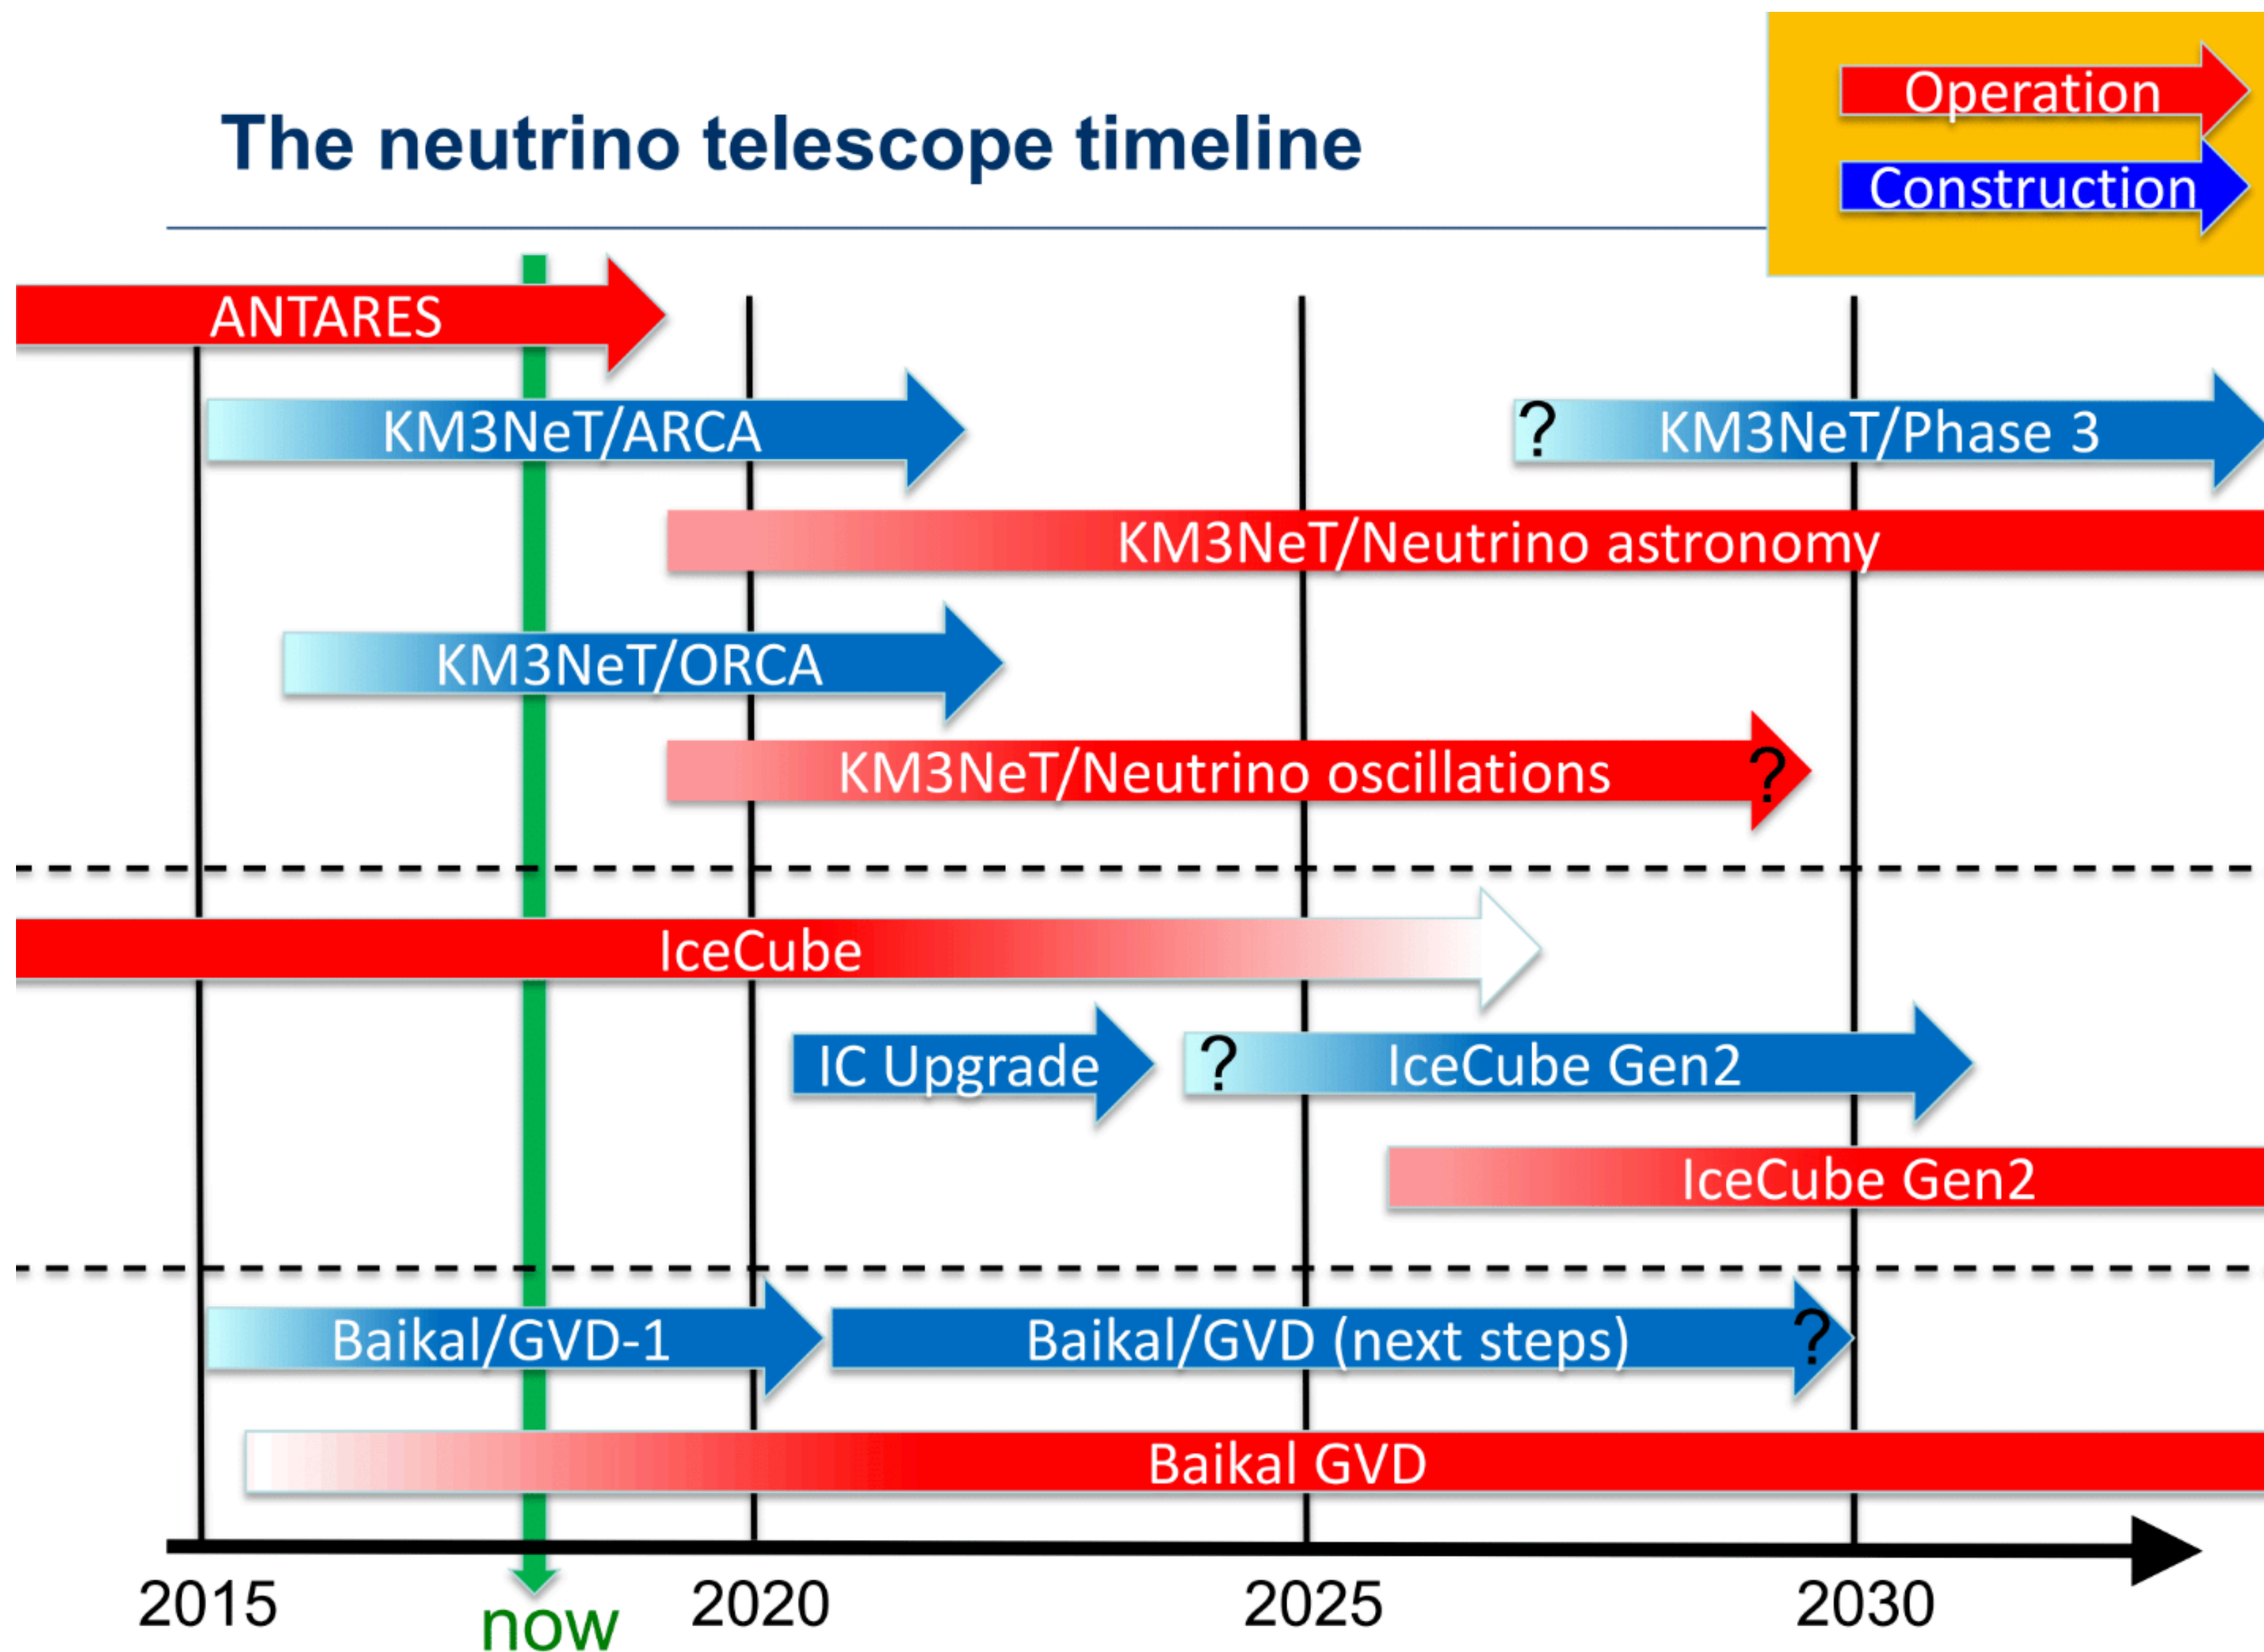 The neutrino telescope timeline
Operation
Construction
ANTARES
KM3NeT/ARCA
? KM3NeT/Phase 3
KM3NeT/Neutrino astronomy
KM3NeT/ORCA
KM3NeT/Neutrino oscillations ?
IceCube
IC Upgrade
? IceCube Gen2
IceCube Gen2
Baikal/GVD-1
Baikal/GVD (next steps) ?
Baikal GVD
2015
now
2020
2025
2030